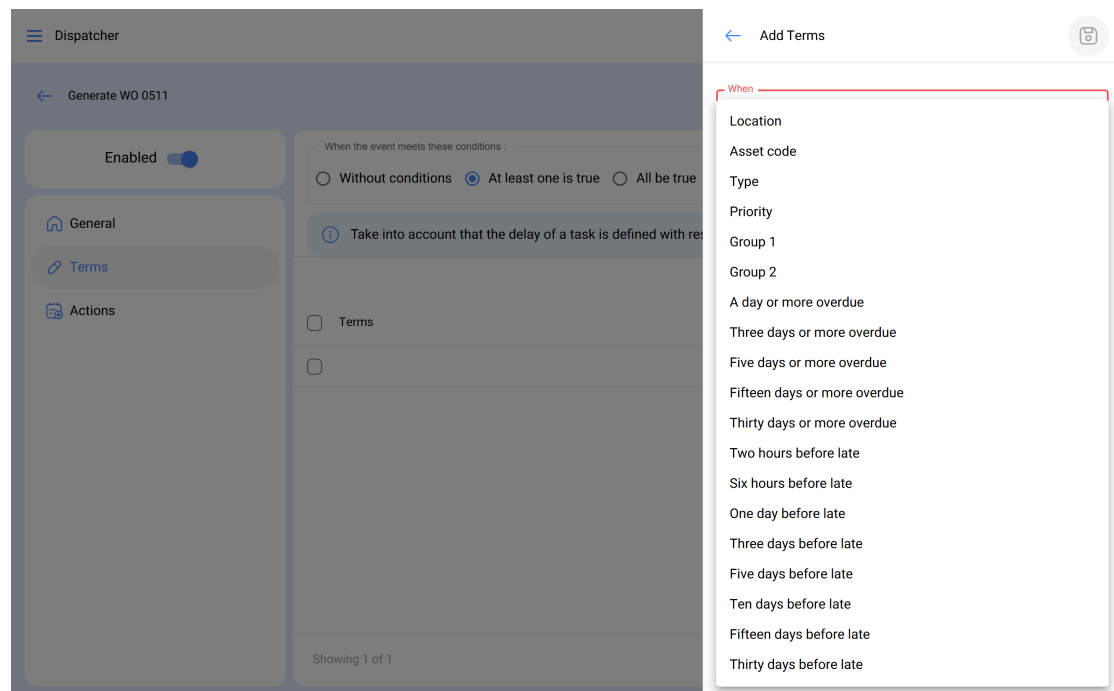 Dispatcher
Generate WO 0511
Enabled
General
Terms
Actions
When the event meets these conditions :
Without conditions At least one is true All be true
Take into account that the delay of a task is defined with
Terms
Showing 1 of 1
Add Terms
When
Location
Asset code
Type
Priority
Group 1
Group 2
A day or more overdue
Three days or more overdue
Five days or more overdue
Fifteen days or more overdue
Thirty days or more overdue
Two hours before late
Six hours before late
One day before late
Three days before late
Five days before late
Ten days before late
Fifteen days before late
Thirty days before late